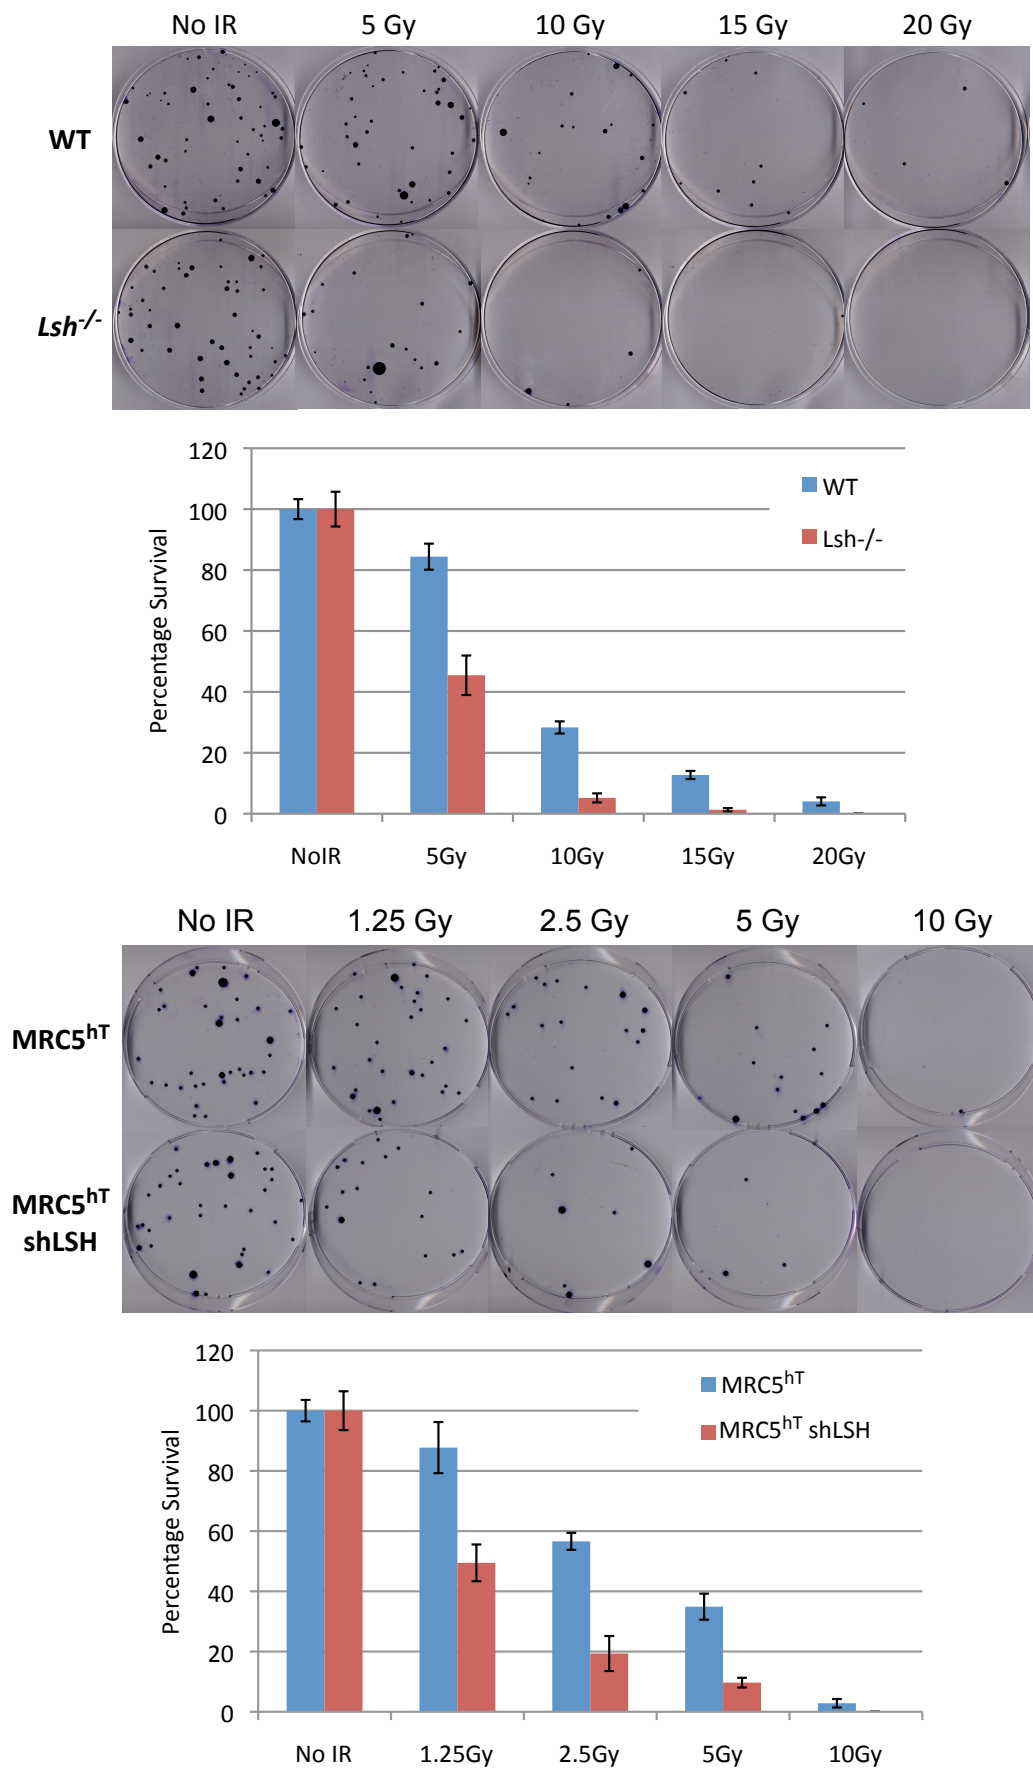 No IR 5 Gy 10 Gy 15 Gy 20 Gy
WT
Lsh-/-
120
100
80
60
40
20
0
Percentage Survival
WT
Lsh-/-
NoIR 5Gy 10Gy 15Gy 20Gy
No IR 1.25 Gy 2.5 Gy 5 Gy 10 Gy
MRC5hT
MRC5hT
shLSH
120
100
80
60
40
20
0
Percentage Survival
MRC5hT
MRC5hT shLSH
No IR 1.25Gy 2.5Gy 5Gy 10Gy